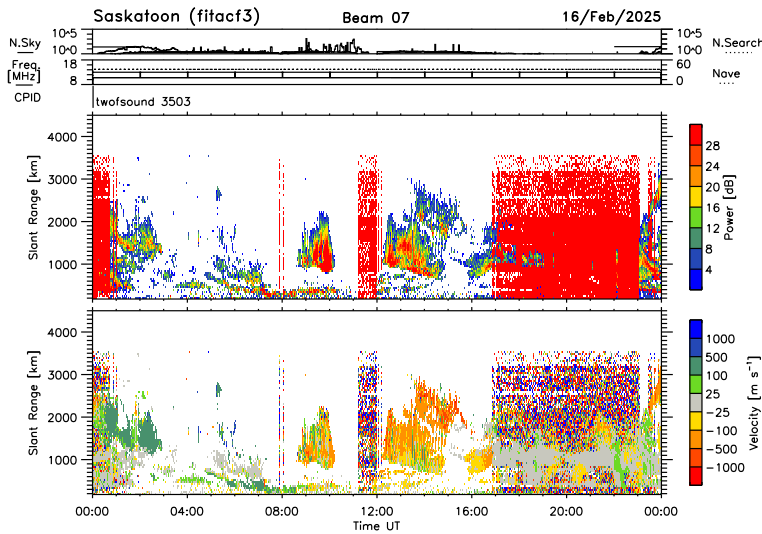 Saskatoon (fitacf3) Beam 07 16/Feb/2025
N.Sky 10+5 10+0 10+5 10+0 N.Search
Freq. [MHz] 18 8 60 0 Nave
CPID twofsound 3503
Slant Range [km] 4000 3000 2000 1000
28 24 20 16 12 8 4 Power [dB]
Slant Range [km] 4000 3000 2000 1000
1000 500 100 25 −25 −100 −500 −1000 Velocity [m s⁻¹]
00:00 04:00 08:00 12:00 16:00 20:00 00:00
Time UT